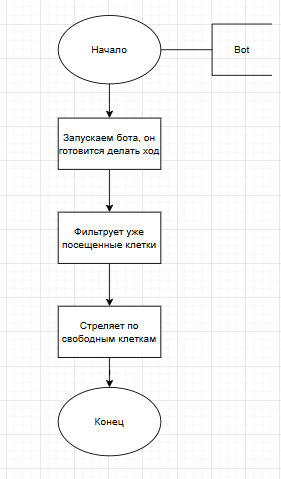 Начало
Bot
Запускаем бота, он
готовится делать ход
Фильтрует уже
посещенные клетки
Стреляет по
свободным клеткам
Конец